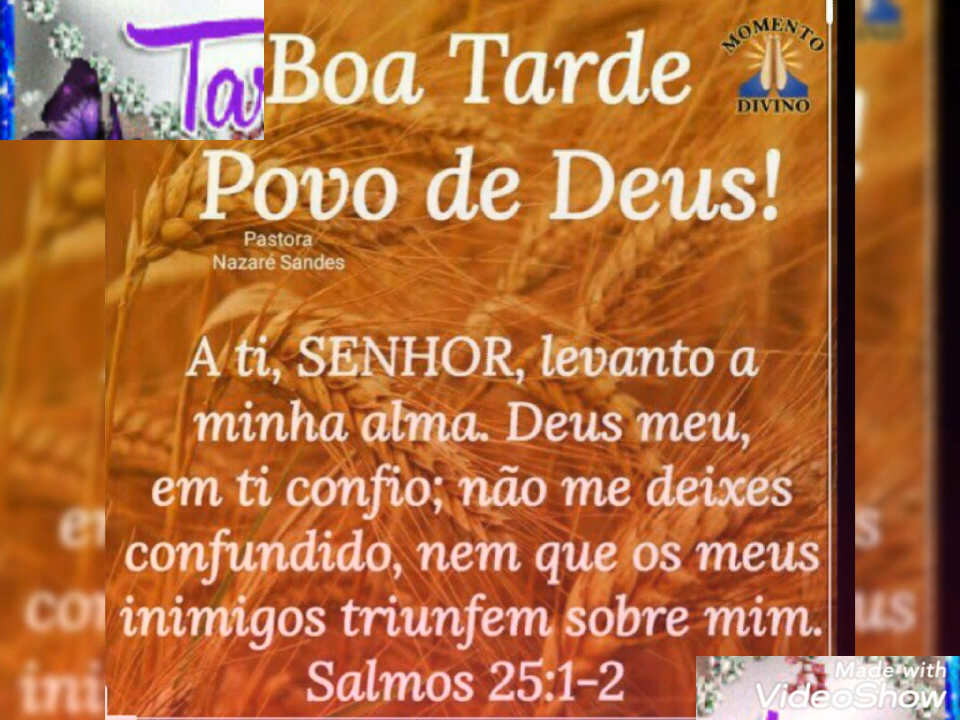 Tar
Boa Tarde
MOMENTO
DIVINO
Povo de Deus!
Pastora
Nazaré Sandes
A ti, SENHOR, levanto a
minha alma. Deus meu,
em ti confio; não me deixes
confundido, nem que os meus
inimigos triunfem sobre mim.
Salmos 25:1-2
Made with
VideoShow